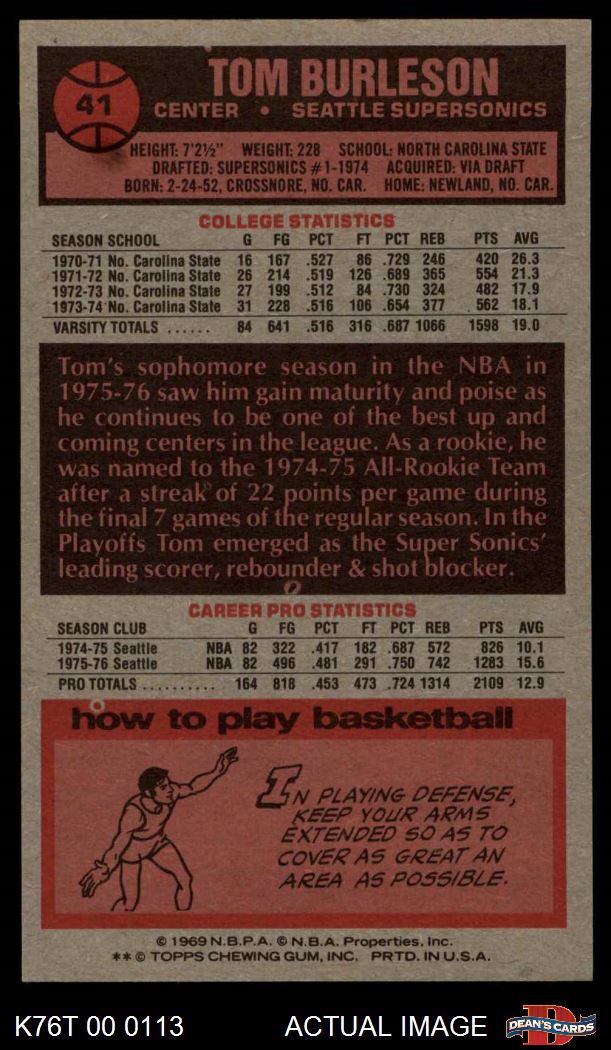 41
TOM BURLESON
CENTER • SEATTLE SUPERSONICS
HEIGHT: 7'2½" WEIGHT: 228 SCHOOL: NORTH CAROLINA STATE
DRAFTED: SUPERSONICS #1-1974 ACQUIRED: VIA DRAFT
BORN: 2-24-52, CROSSNORE, NO. CAR. HOME: NEWLAND, NO. CAR.
COLLEGE STATISTICS
SEASON SCHOOL G FG PCT FT PCT REB PTS AVG
1970-71 No. Carolina State 16 167 .527 86 .729 246 420 26.3
1971-72 No. Carolina State 26 214 .519 126 .689 365 554 21.3
1972-73 No. Carolina State 27 199 .512 84 .730 324 482 17.9
1973-74 No. Carolina State 31 228 .516 106 .654 377 562 18.1
VARSITY TOTALS ...... 84 641 .516 316 .687 1066 1598 19.0
Tom's sophomore season in the NBA in
1975-76 saw him gain maturity and poise as
he continues to be one of the best up and
coming centers in the league. As a rookie, he
was named to the 1974-75 All-Rookie Team
after a streak of 22 points per game during
the final 7 games of the regular season. In the
Playoffs Tom emerged as the Super Sonics'
leading scorer, rebounder & shot blocker.
CAREER PRO STATISTICS
SEASON CLUB G FG PCT FT PCT REB PTS AVG
1974-75 Seattle NBA 82 322 .417 182 .687 572 826 10.1
1975-76 Seattle NBA 82 496 .481 291 .750 742 1283 15.6
PRO TOTALS .......... 164 818 .453 473 .724 1314 2109 12.9
how to play basketball
IN PLAYING DEFENSE,
KEEP YOUR ARMS
EXTENDED SO AS TO
COVER AS GREAT AN
AREA AS POSSIBLE.
© 1969 N.B.P.A. © N.B.A. Properties, Inc.
** © TOPPS CHEWING GUM, INC. PRTD. IN U.S.A.
K76T 00 0113 ACTUAL IMAGE
D
DEAN'S CARDS